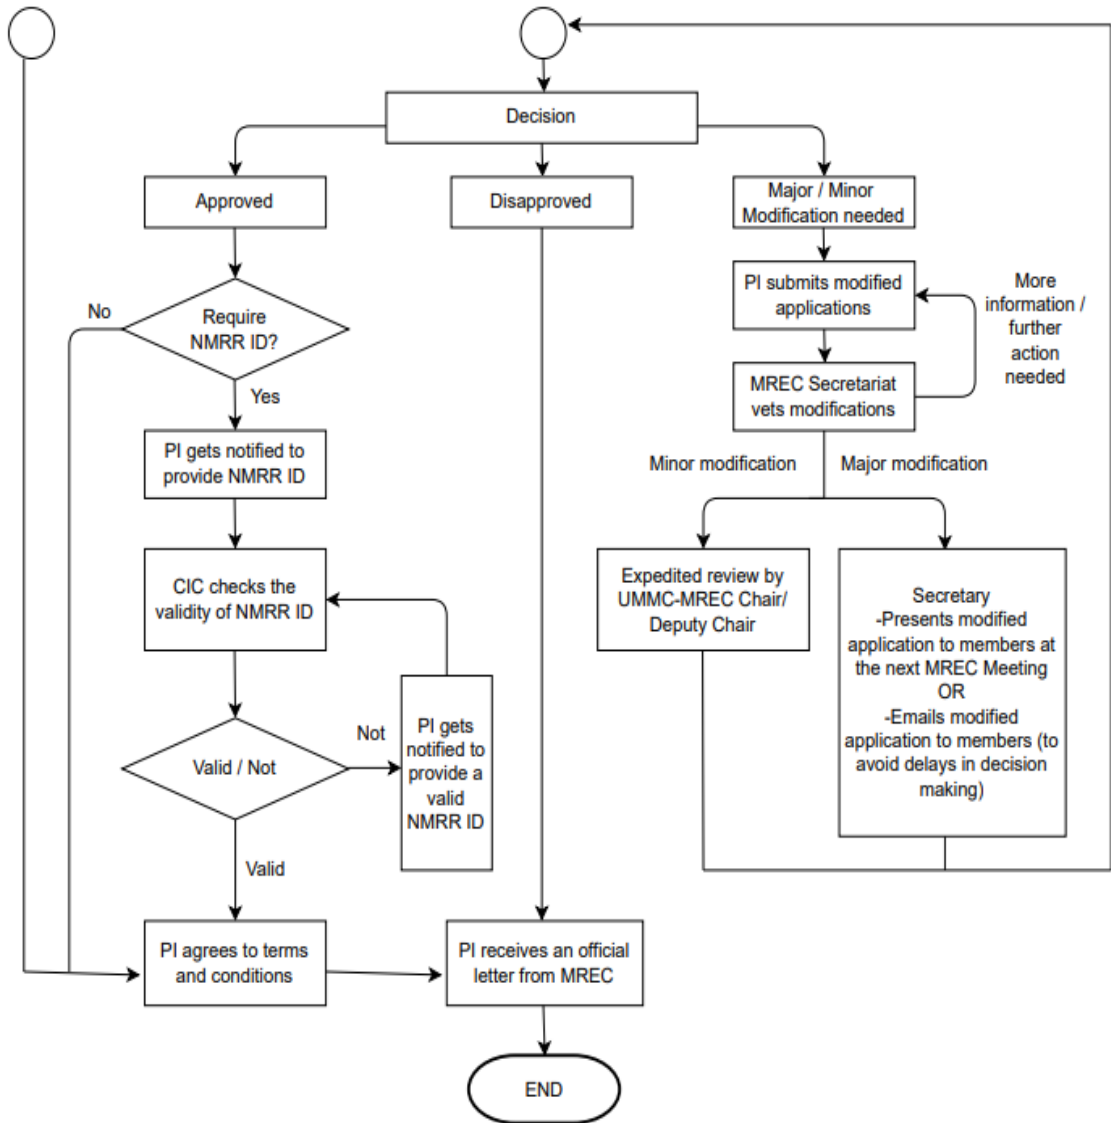 Decision
Approved
Disapproved
Major / Minor
Modification needed
No
Require
NMRR ID?
Yes
PI submits modified
applications
More
information /
further
action
needed
MREC Secretariat
vets modifications
PI gets notified to
provide NMRR ID
Minor modification
Major modification
CIC checks the
validity of NMRR ID
Expedited review by
UMMC-MREC Chair/
Deputy Chair
Secretary
-Presents modified
application to members at
the next MREC Meeting
OR
-Emails modified
application to members (to
avoid delays in decision
making)
Valid / Not
Not
PI gets
notified to
provide a
valid
NMRR ID
Valid
PI agrees to terms
and conditions
PI receives an official
letter from MREC
END